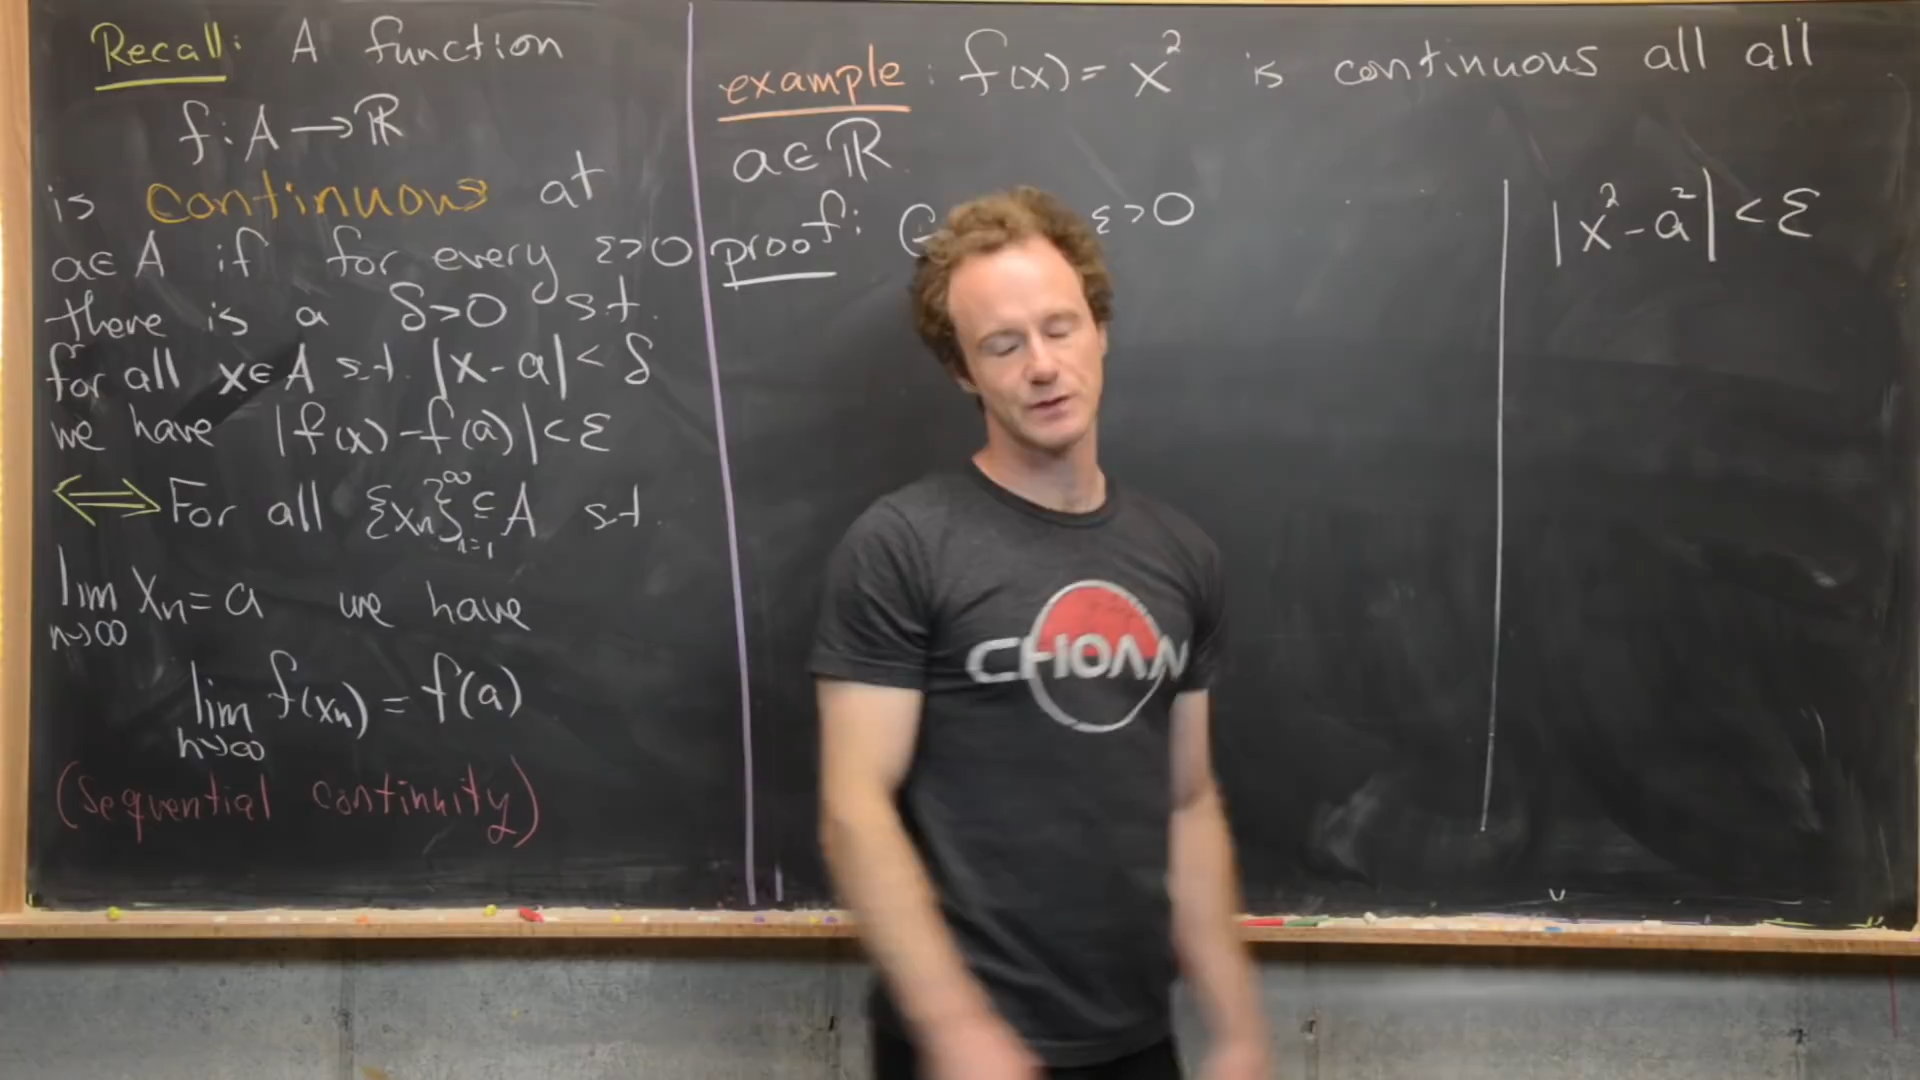 Recall: A function
f: A → ℝ
is continuous at
a∈A if for every ε>0
there is a δ>0 s.t.
for all x∈A s.t. |x-a|<δ
we have |f(x)-f(a)|<ε
⟺ For all {xₙ}ₙ₌₁^∞ ⊆ A s.t.
lim xₙ = a we have
n→∞
lim f(xₙ) = f(a)
n→∞
(sequential continuity)
example: f(x) = x² is continuous all all
a∈ℝ
proof: ε>0
|x²-a²|<ε
CHOAN